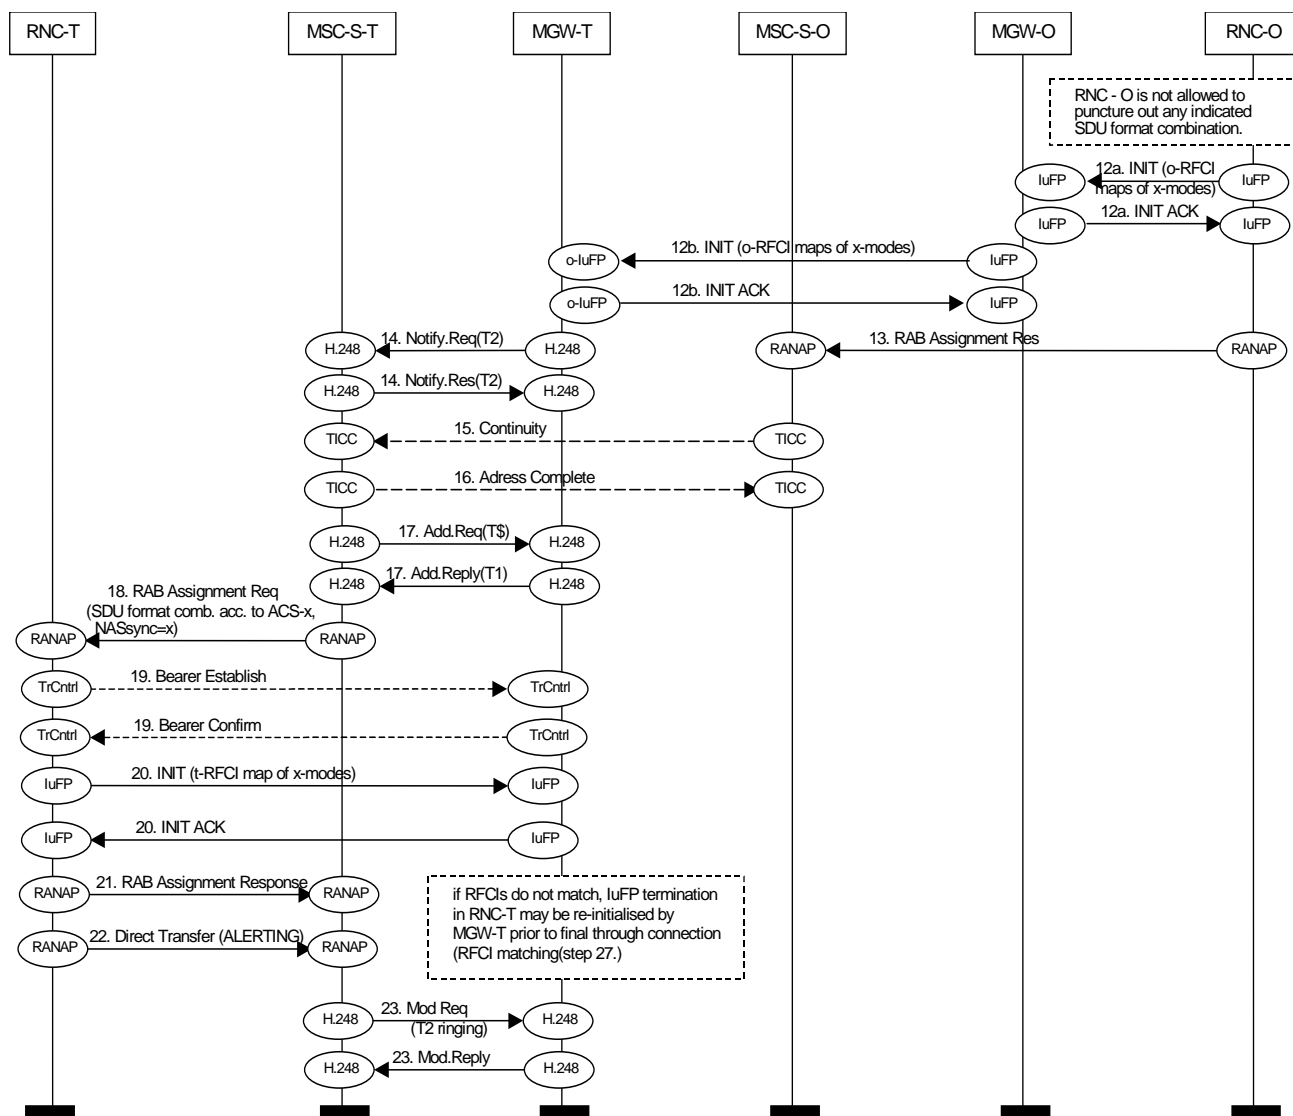 RNC-T MSC-S-T MGW-T MSC-S-O MGW-O RNC-O
RNC - O is not allowed to
puncture out any indicated
SDU format combination.
IuFP 12a. INIT (o-RFCI
maps of x-modes) IuFP
IuFP 12a. INIT ACK IuFP
o-IuFP 12b. INIT (o-RFCI maps of x-modes) IuFP
o-IuFP 12b. INIT ACK IuFP
H.248 14. Notify.Req(T2) H.248 RANAP 13. RAB Assignment Res RANAP
H.248 14. Notify.Res(T2) H.248
TICC 15. Continuity TICC
TICC 16. Adress Complete TICC
H.248 17. Add.Req(T$) H.248
H.248 17. Add.Reply(T1) H.248
18. RAB Assignment Req
(SDU format comb. acc. to ACS-x,
NASsync=x)
RANAP RANAP
TrCntrl 19. Bearer Establish TrCntrl
TrCntrl 19. Bearer Confirm TrCntrl
IuFP 20. INIT (t-RFCI map of x-modes) IuFP
IuFP 20. INIT ACK IuFP
RANAP 21. RAB Assignment Response RANAP
RANAP 22. Direct Transfer (ALERTING) RANAP
if RFCIs do not match, IuFP termination
in RNC-T may be re-initialised by
MGW-T prior to final through connection
(RFCI matching(step 27.)
H.248 23. Mod Req
(T2 ringing) H.248
H.248 23. Mod.Reply H.248